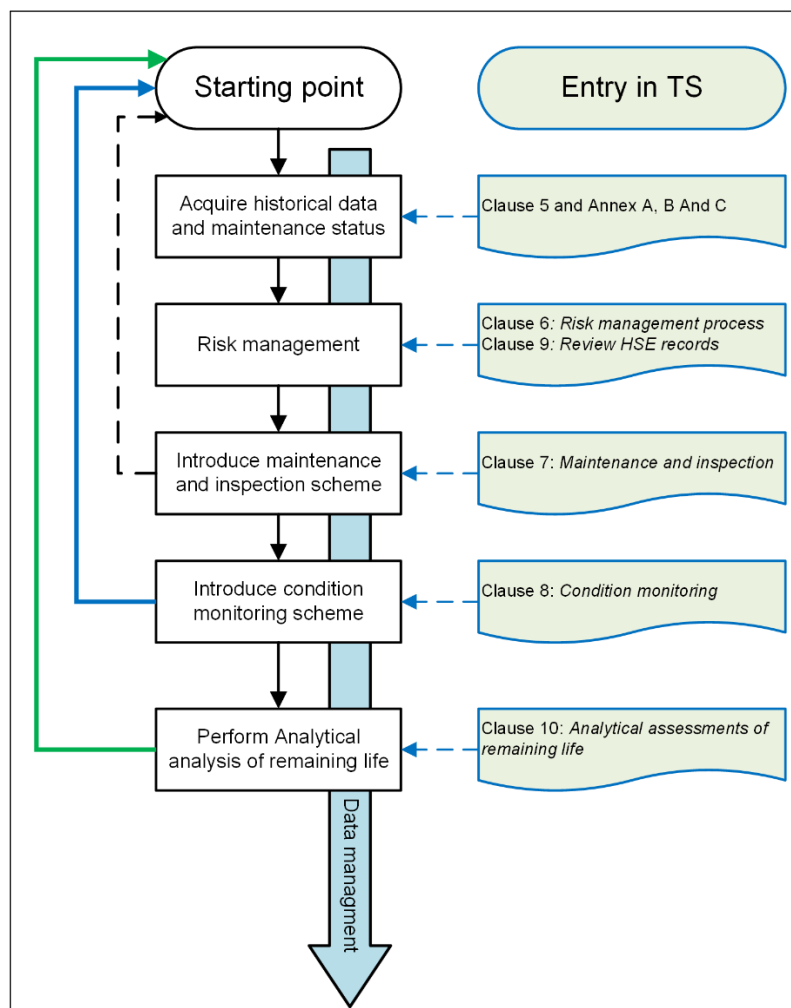 Starting point
Entry in TS
Acquire historical data
and maintenance status
Clause 5 and Annex A, B And C
Risk management
Clause 6: Risk management process
Clause 9: Review HSE records
Introduce maintenance
and inspection scheme
Clause 7: Maintenance and inspection
Introduce condition
monitoring scheme
Clause 8: Condition monitoring
Perform Analytical
analysis of remaining life
Clause 10: Analytical assessments of
remaining life
Data managment